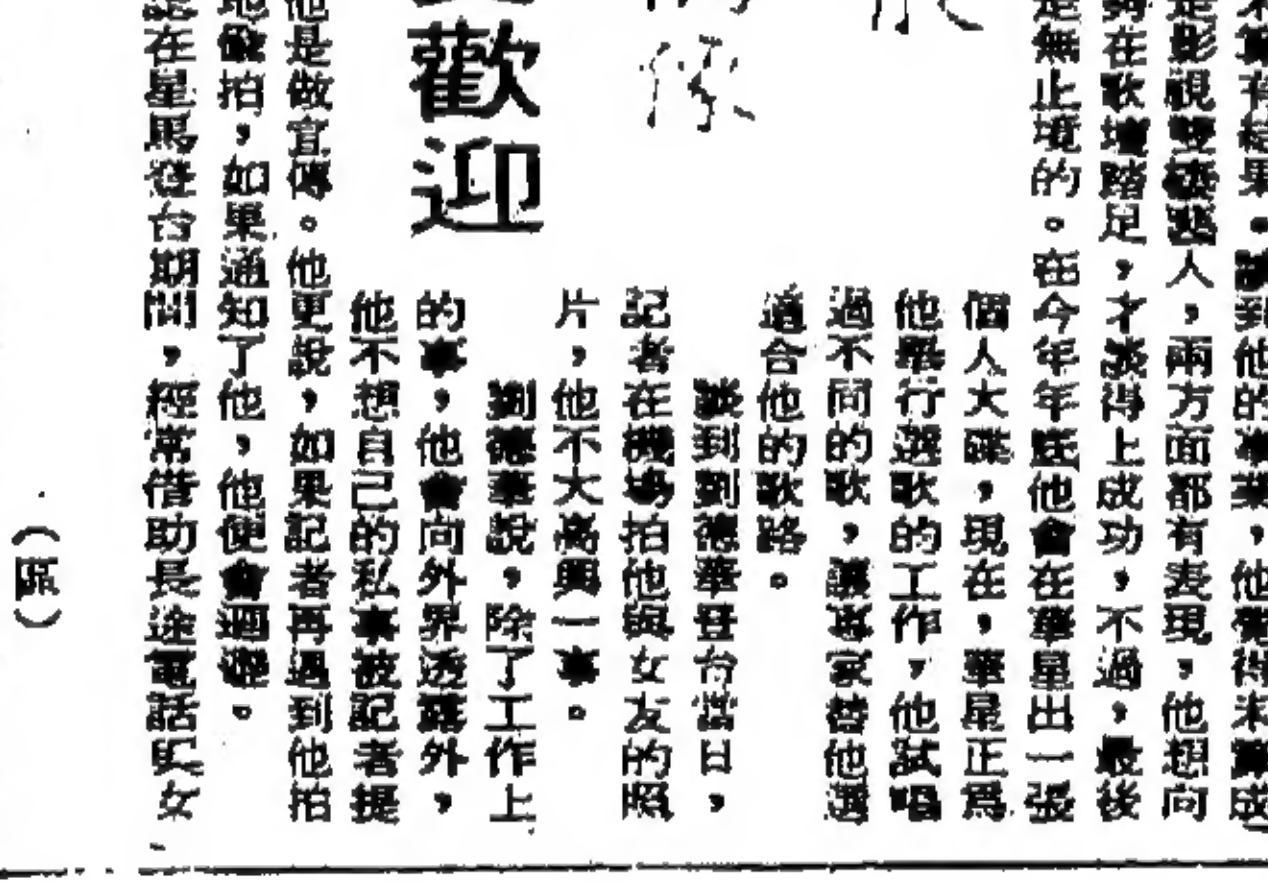 有結果。談到他的事業,他覺得未算成
是影視雙棲藝人,兩方面都有表現,他想向
在歌壇踏足,才談得上成功,不過,最後
是無止境的。在今年年底他會在華星出一張
個人大碟,現在,華星正爲
他舉行選歌的工作,他試唱
過不同的歌,讓專家替他選
適合他的歌路。
談到劉德華登台當日,
記者在機場拍他與女友的照
片,他不大高興一事。
劉德華說,除了工作上
的事,他會向外界透露外,
他不想自己的私事被記者提
歡迎
他是做宣傳。他更說,如果記者再遇到他拍
地
拍,如果通知了他,他便會迴避。
在星馬登台期間,經常借助長途電話與女
(區)